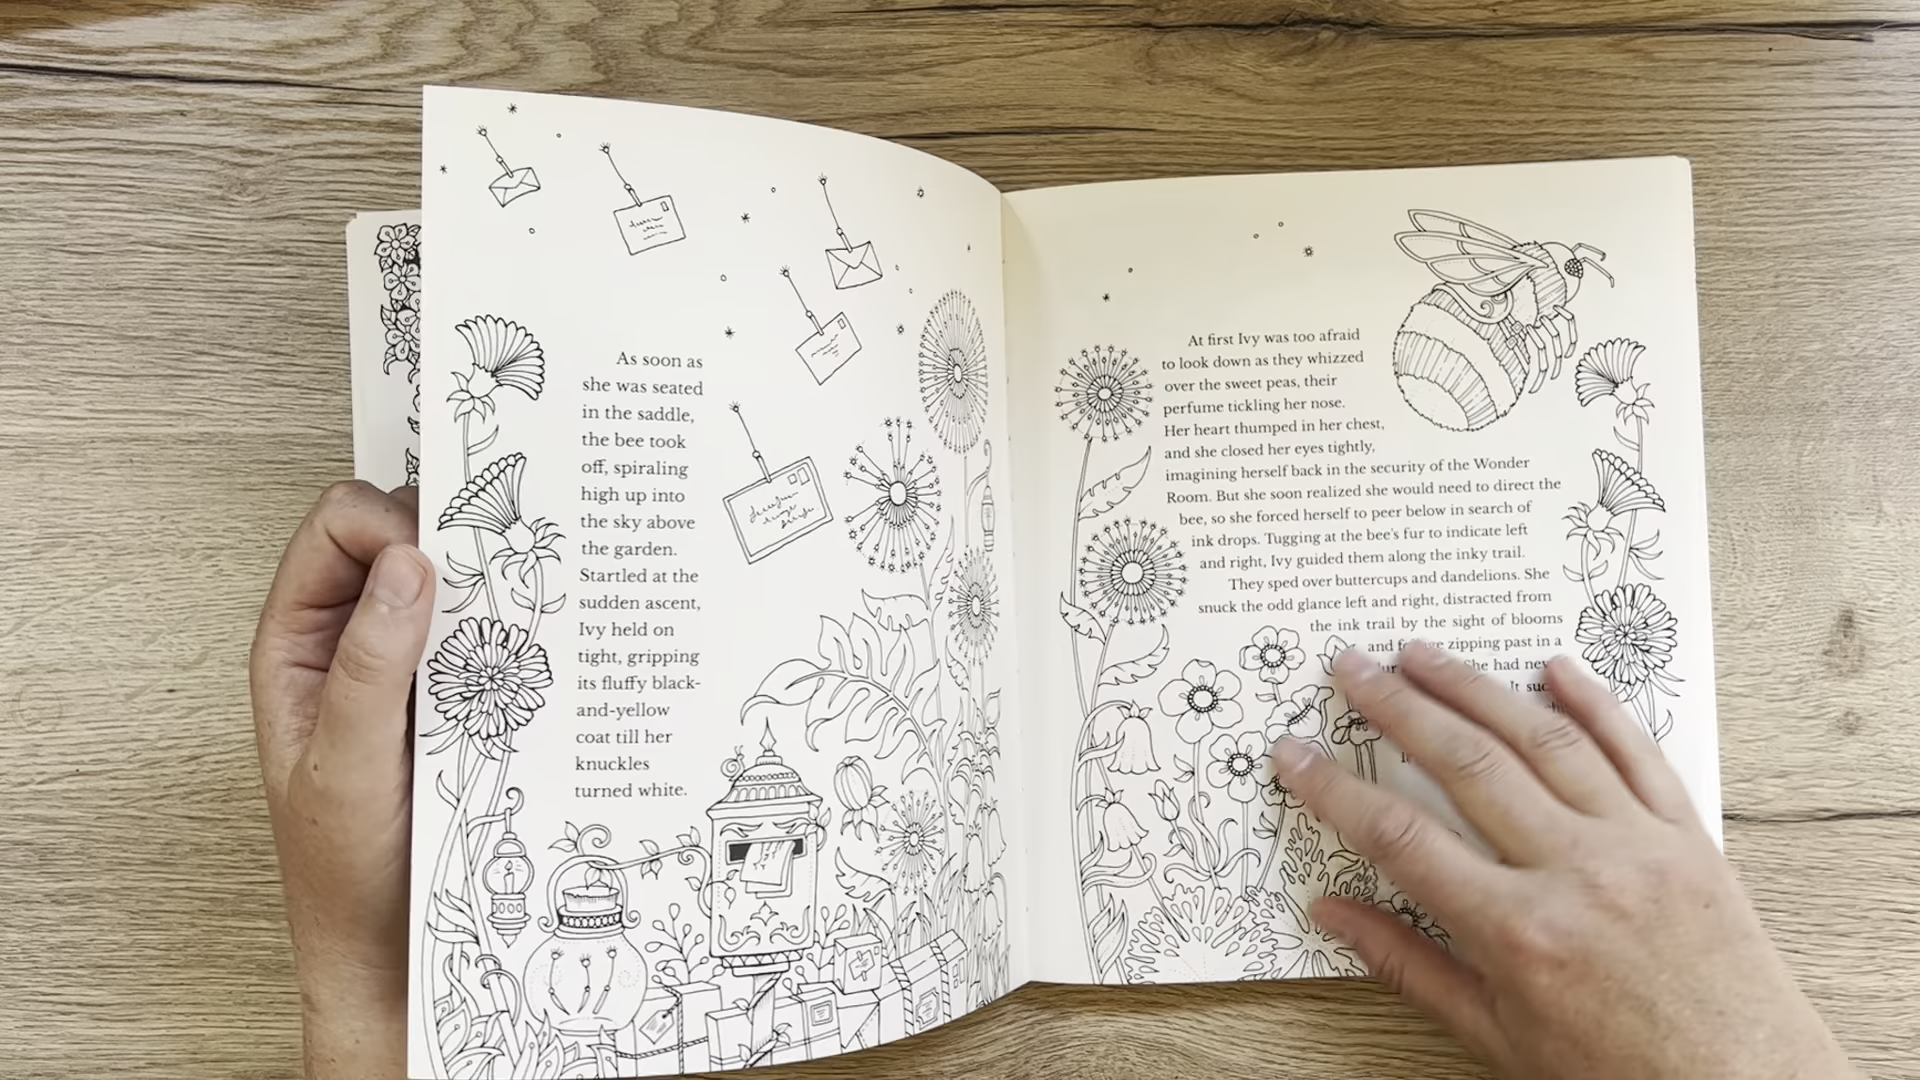 As soon as
she was seated
in the saddle,
the bee took
off, spiraling
high up into
the sky above
the garden.
Startled at the
sudden ascent,
Ivy held on
tight, gripping
its fluffy black-
and-yellow
coat till her
knuckles
turned white.
At first Ivy was too afraid
to look down as they whizzed
over the sweet peas, their
perfume tickling her nose.
Her heart thumped in her chest,
and she closed her eyes tightly,
imagining herself back in the security of the Wonder
Room. But she soon realized she would need to direct the
bee, so she forced herself to peer below in search of
ink drops. Tugging at the bee's fur to indicate left
and right, Ivy guided them along the inky trail.
They sped over buttercups and dandelions. She
snuck the odd glance left and right, distracted from
the ink trail by the sight of blooms
and zipping past in a
She had
It